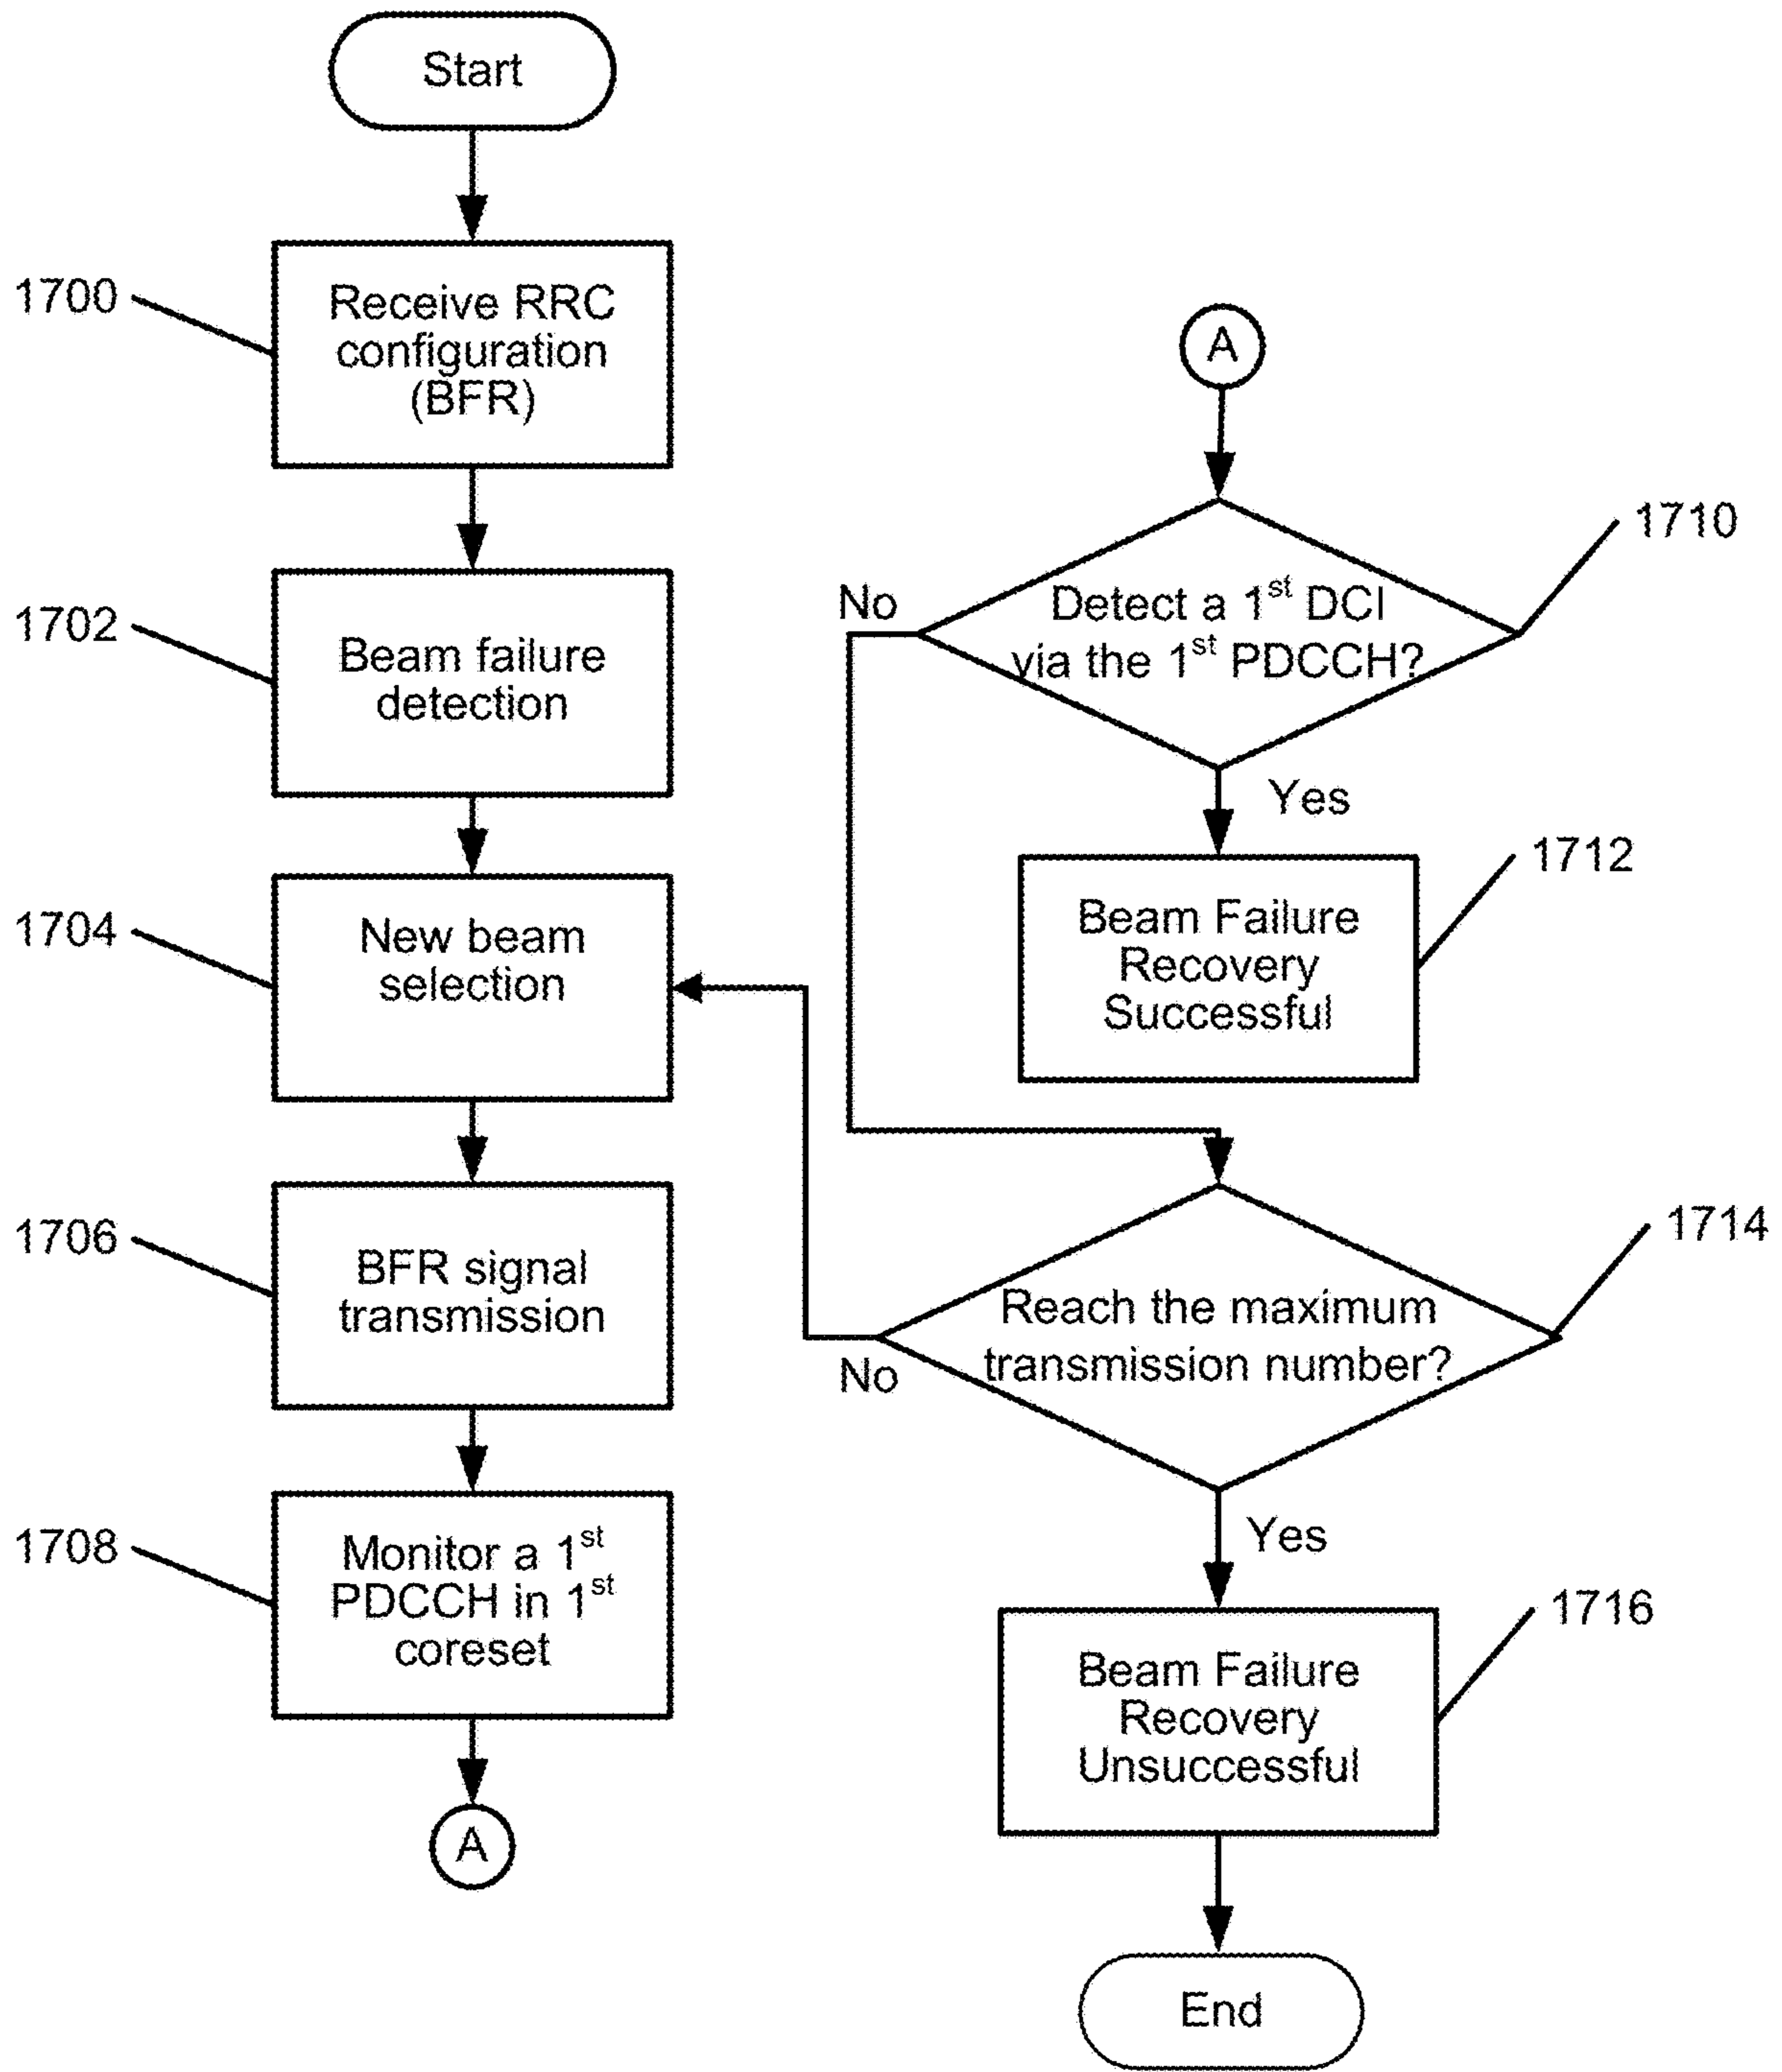 Start
1700
Receive RRC
configuration
(BFR)
1702
Beam failure
detection
1704
New beam
selection
1706
BFR signal
transmission
1708
Monitor a 1st
PDCCH in 1st
coreset
A
A
1710
No
Detect a 1st DCI
via the 1st PDCCH?
Yes
1712
Beam Failure
Recovery
Successful
1714
Reach the maximum
transmission number?
No
Yes
1716
Beam Failure
Recovery
Unsuccessful
End